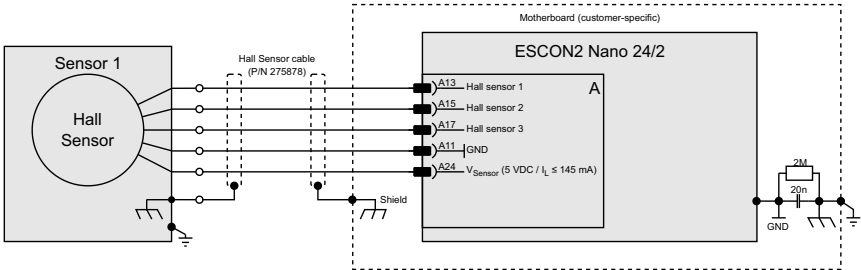 Motherboard (customer-specific)
ESCON2 Nano 24/2
Sensor 1
Hall Sensor cable
(P/N 275878)
Hall
Sensor
A
A13 Hall sensor 1
A15 Hall sensor 2
A17 Hall sensor 3
A11 GND
A24 VSensor (5 VDC / IL ≤ 145 mA)
Shield
2M
20n
GND